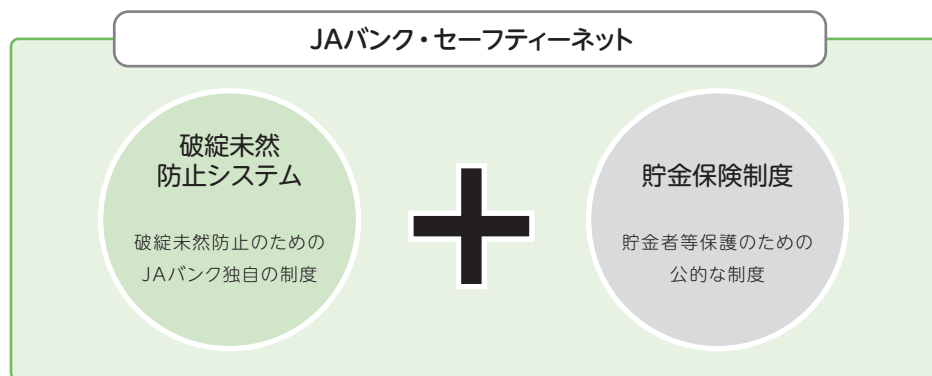 JAバンク・セーフティーネット
破綻未然
防止システム
破綻未然防止のための
JAバンク独自の制度
貯金保険制度
貯金者等保護のための
公的な制度